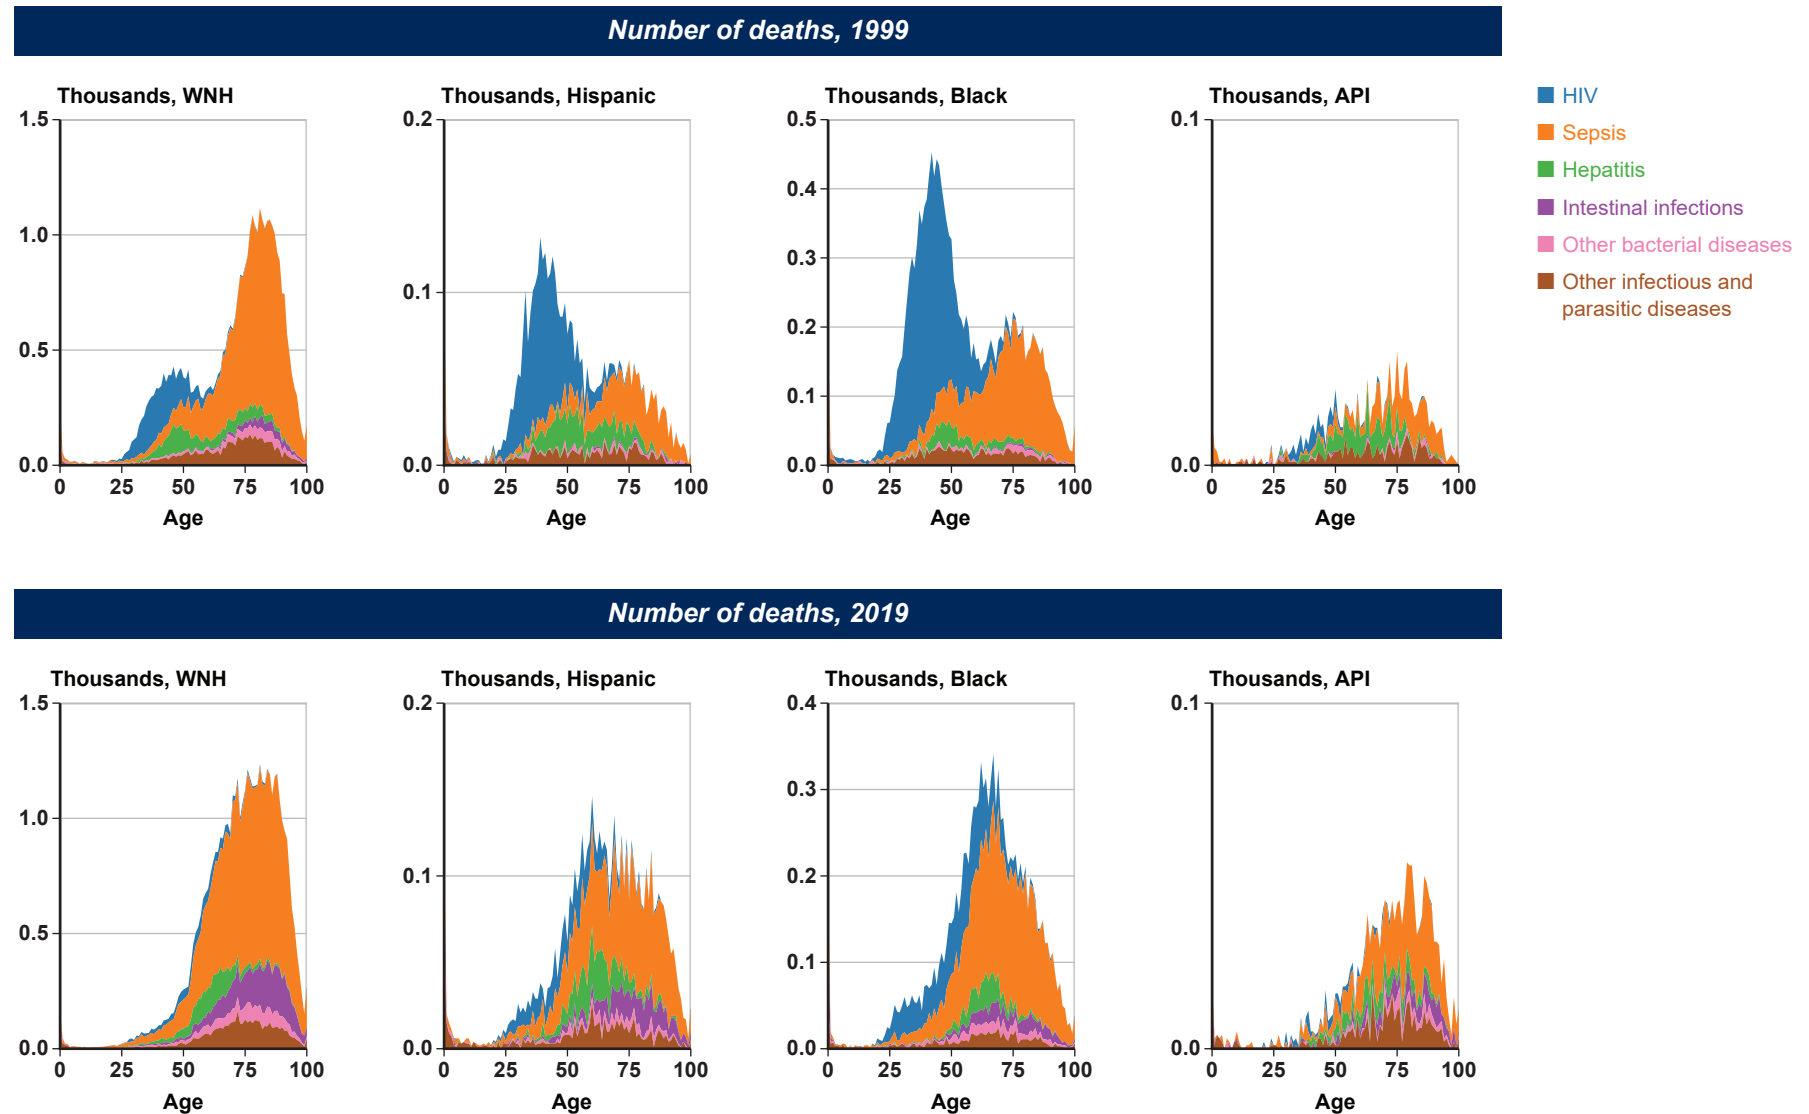 Number of deaths, 1999
Thousands, WNH
1.5
1.0
0.5
0.0
0 25 50 75 100
Age
Thousands, Hispanic
0.2
0.1
0.0
0 25 50 75 100
Age
Thousands, Black
0.5
0.4
0.3
0.2
0.1
0.0
0 25 50 75 100
Age
Thousands, API
0.1
0.0
0 25 50 75 100
Age
HIV
Sepsis
Hepatitis
Intestinal infections
Other bacterial diseases
Other infectious and
parasitic diseases
Number of deaths, 2019
Thousands, WNH
1.5
1.0
0.5
0.0
0 25 50 75 100
Age
Thousands, Hispanic
0.2
0.1
0.0
0 25 50 75 100
Age
Thousands, Black
0.4
0.3
0.2
0.1
0.0
0 25 50 75 100
Age
Thousands, API
0.1
0.0
0 25 50 75 100
Age